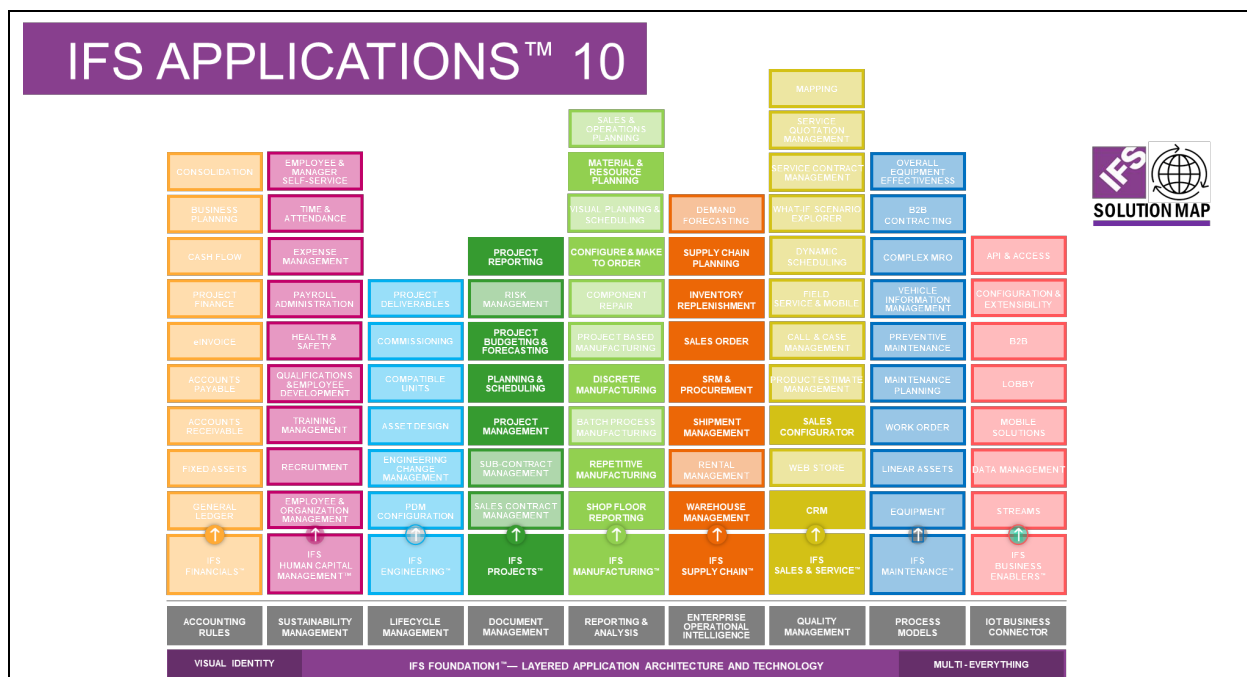 IFS APPLICATIONS™ 10
IFS
SOLUTION MAP
CONSOLIDATION
BUSINESS
PLANNING
CASH FLOW
PROJECT
FINANCE
eINVOICE
ACCOUNTS
PAYABLE
ACCOUNTS
RECEIVABLE
FIXED ASSETS
GENERAL
LEDGER
IFS
FINANCIALS™
EMPLOYEE &
MANAGER
SELF-SERVICE
TIME &
ATTENDANCE
EXPENSE
MANAGEMENT
PAYROLL
ADMINISTRATION
HEALTH &
SAFETY
QUALIFICATIONS
& EMPLOYEE
DEVELOPMENT
TRAINING
MANAGEMENT
RECRUITMENT
EMPLOYEE &
ORGANIZATION
MANAGEMENT
IFS
HUMAN CAPITAL
MANAGEMENT™
PROJECT
DELIVERABLES
COMMISSIONING
COMPATIBLE
UNITS
ASSET DESIGN
ENGINEERING
CHANGE
MANAGEMENT
PDM
CONFIGURATION
IFS
ENGINEERING™
PROJECT
REPORTING
RISK
MANAGEMENT
PROJECT
BUDGETING &
FORECASTING
PLANNING &
SCHEDULING
PROJECT
MANAGEMENT
SUB-CONTRACT
MANAGEMENT
SALES CONTRACT
MANAGEMENT
IFS
PROJECTS™
SALES &
OPERATIONS
PLANNING
MATERIAL &
RESOURCE
PLANNING
VISUAL PLANNING &
SCHEDULING
CONFIGURE & MAKE
TO ORDER
COMPONENT
REPAIR
PROJECT BASED
MANUFACTURING
DISCRETE
MANUFACTURING
BATCH PROCESS
MANUFACTURING
REPETITIVE
MANUFACTURING
SHOP FLOOR
REPORTING
IFS
MANUFACTURING™
DEMAND
FORECASTING
SUPPLY CHAIN
PLANNING
INVENTORY
REPLENISHMENT
SALES ORDER
SRM &
PROCUREMENT
SHIPMENT
MANAGEMENT
RENTAL
MANAGEMENT
WAREHOUSE
MANAGEMENT
IFS
SUPPLY CHAIN™
MAPPING
SERVICE
QUOTATION
MANAGEMENT
SERVICE CONTRACT
MANAGEMENT
WHAT IF SCENARIO
EXPLORER
DYNAMIC
SCHEDULING
FIELD
SERVICE & MOBILE
CALL & CASE
MANAGEMENT
PRODUCT ESTIMATE
MANAGEMENT
SALES
CONFIGURATOR
WEB STORE
CRM
IFS
SALES & SERVICE™
OVERALL
EQUIPMENT
EFFECTIVENESS
B2B
CONTRACTING
COMPLEX MRO
VEHICLE
INFORMATION
MANAGEMENT
PREVENTIVE
MAINTENANCE
MAINTENANCE
PLANNING
WORK ORDER
LINEAR ASSETS
EQUIPMENT
IFS
MAINTENANCE™
API & ACCESS
CONFIGURATION &
EXTENSIBILITY
B2B
LOBBY
MOBILE
SOLUTIONS
DATA MANAGEMENT
STREAMS
IFS
BUSINESS
ENABLERS™
ACCOUNTING
RULES
SUSTAINABILITY
MANAGEMENT
LIFECYCLE
MANAGEMENT
DOCUMENT
MANAGEMENT
REPORTING &
ANALYSIS
ENTERPRISE
OPERATIONAL
INTELLIGENCE
QUALITY
MANAGEMENT
PROCESS
MODELS
IOT BUSINESS
CONNECTOR
VISUAL IDENTITY
IFS FOUNDATION1™— LAYERED APPLICATION ARCHITECTURE AND TECHNOLOGY
MULTI-EVERYTHING